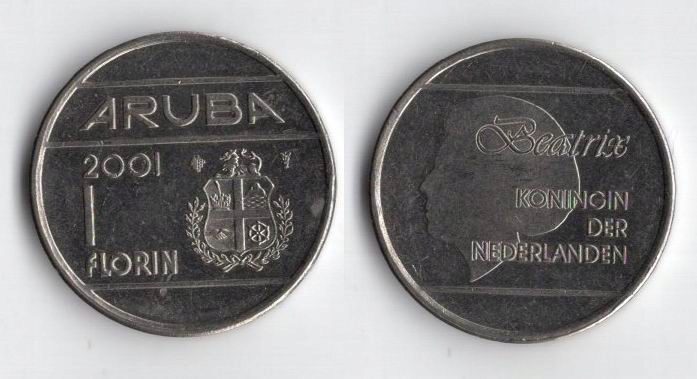 ARUBA
2001
1
FLORIN
Beatrix
KONINGIN
DER
NEDERLANDEN